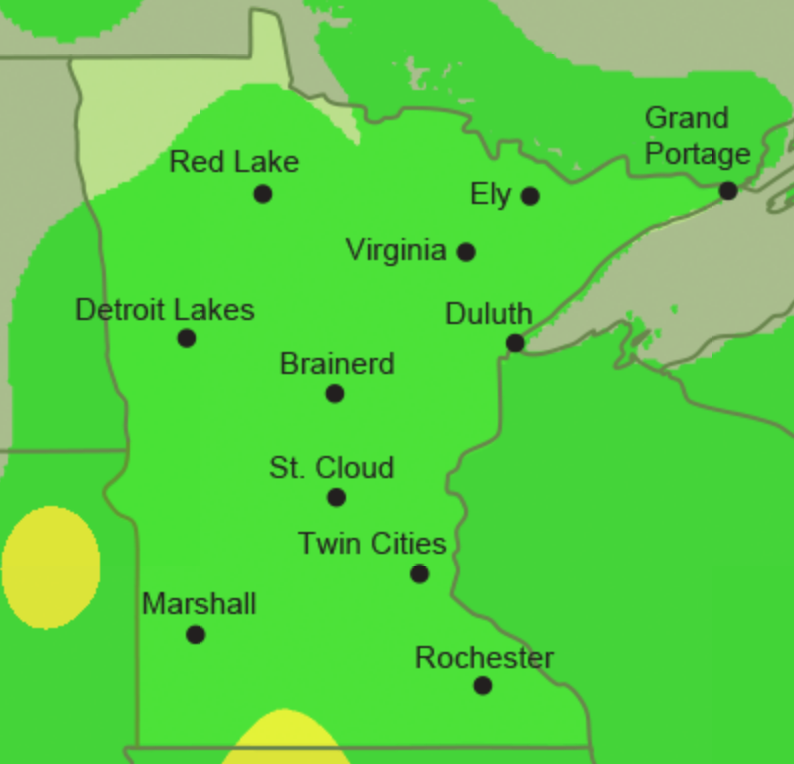 Grand
Portage
Red Lake
Ely
Virginia
Detroit Lakes
Duluth
Brainerd
St. Cloud
Twin Cities
Marshall
Rochester